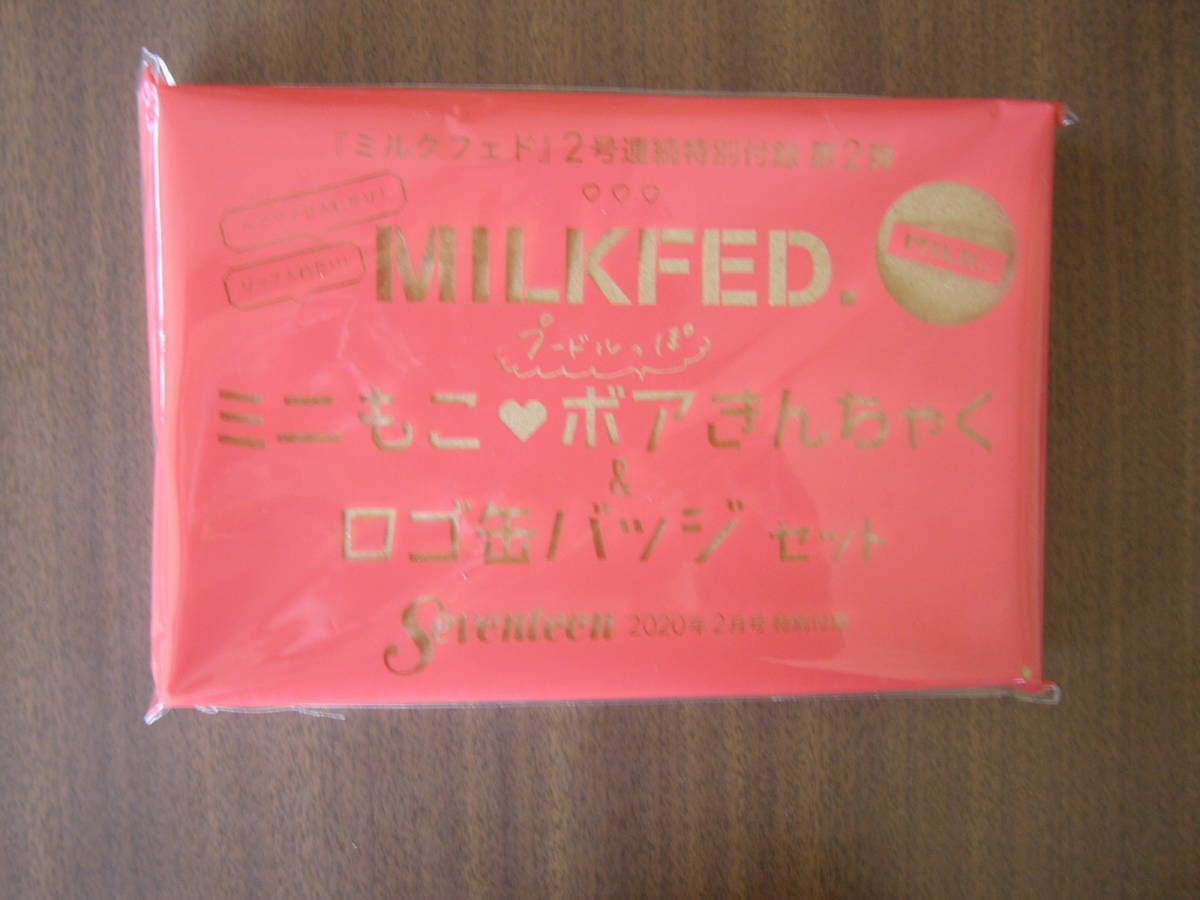 『ミルクフェド』2号連続特別付録 第2弾
MILKFED.
MILK
プードルっぽ
ミニもこ♥ボアきんちゃく
&
ロゴ缶バッジ セット
Seventeen 2020年2月号 特別付録